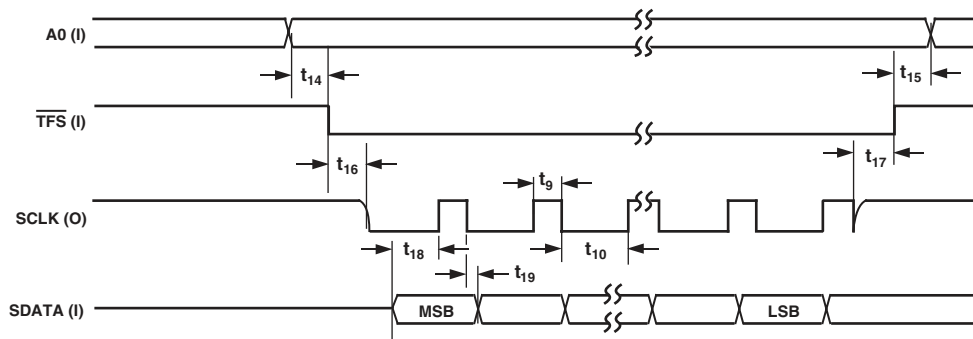 A0 (I)
t14
t15
TFS (I)
t16
t17
t9
SCLK (O)
t18
t10
t19
SDATA (I)
MSB
LSB